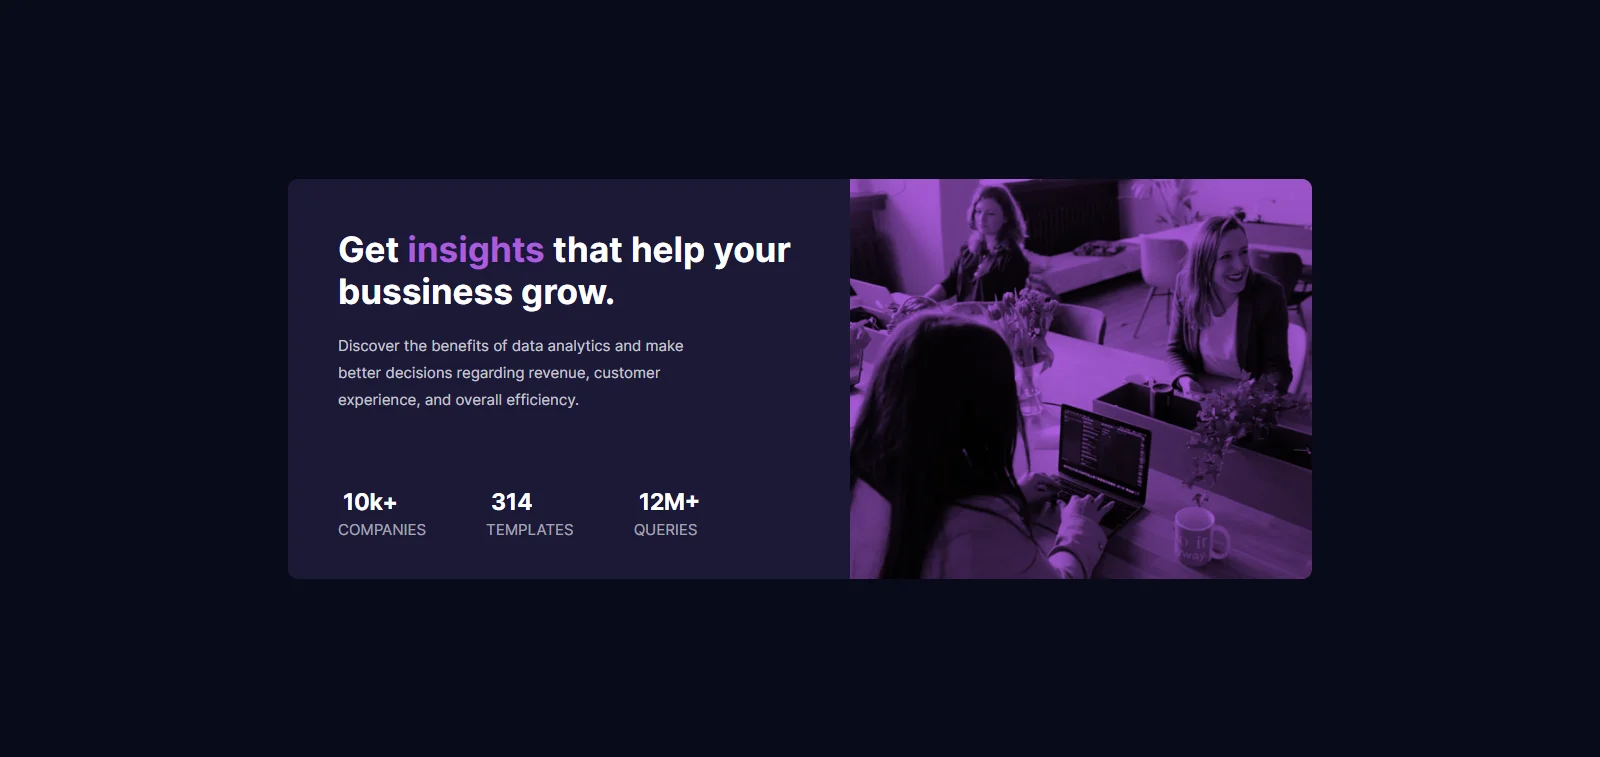 Get insights that help your
bussiness grow.
Discover the benefits of data analytics and make
better decisions regarding revenue, customer
experience, and overall efficiency.
10k+ 314 12M+
COMPANIES TEMPLATES QUERIES